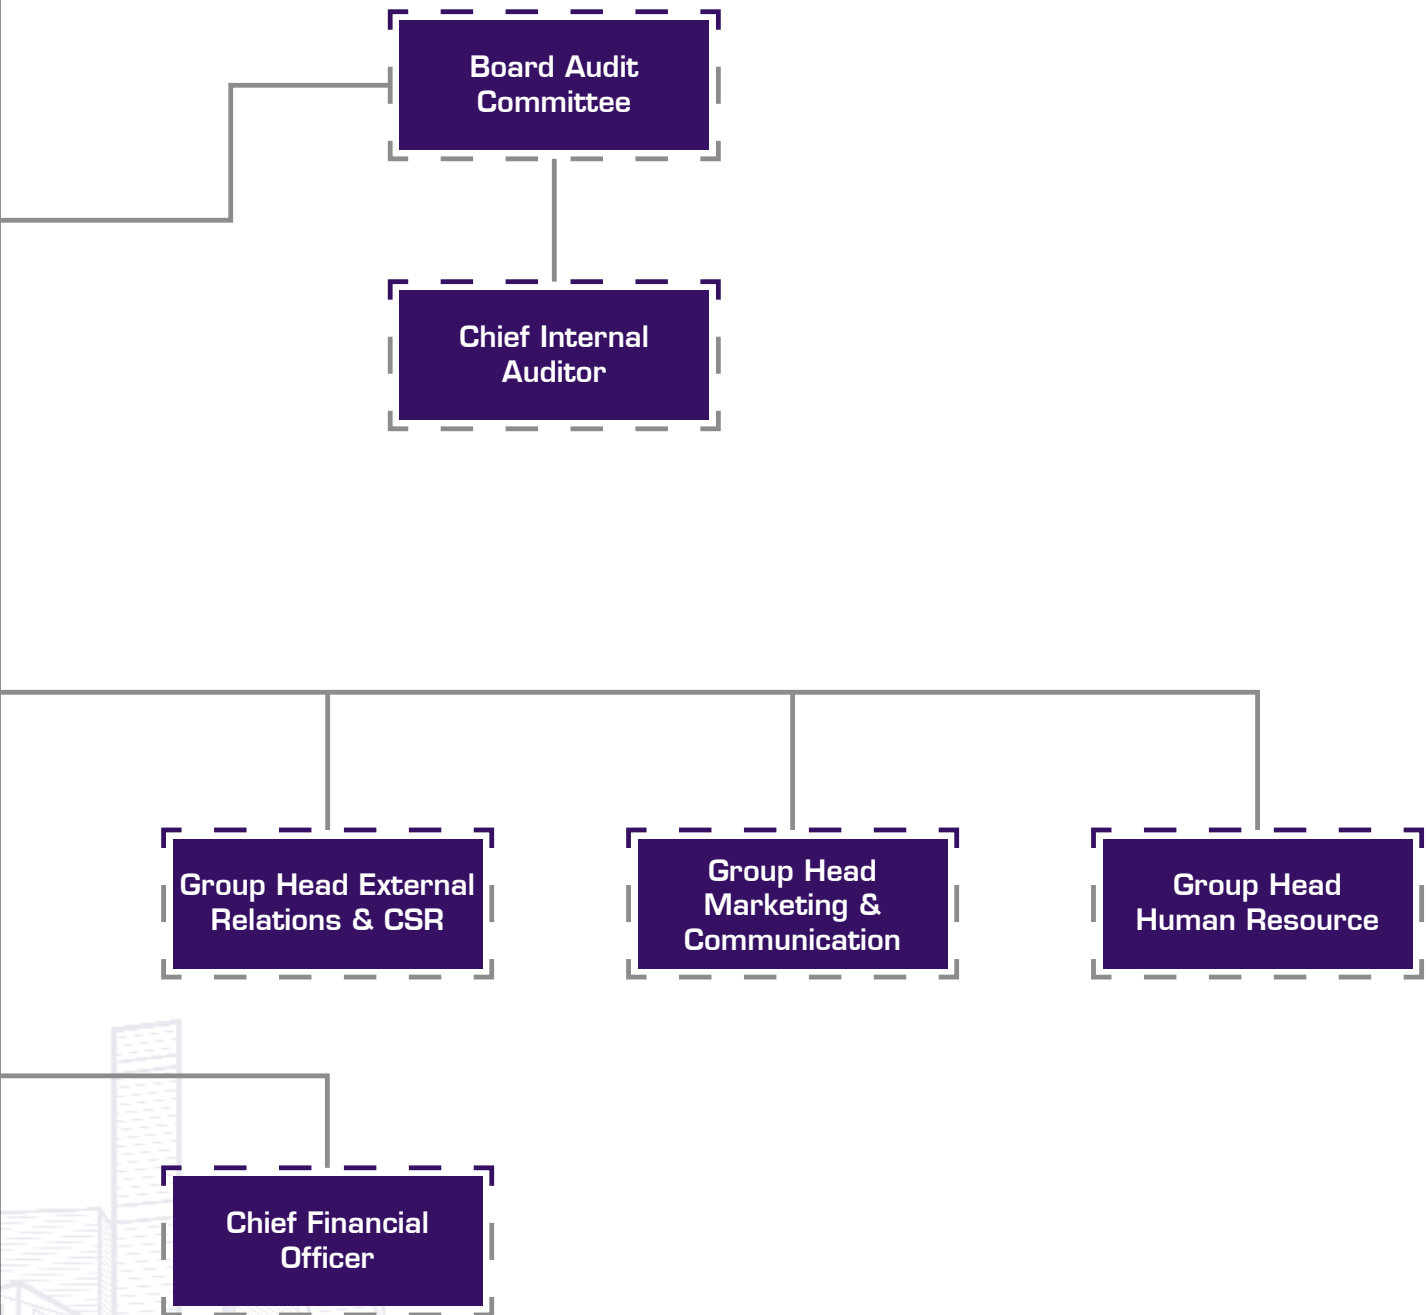 Board Audit
Committee
Chief Internal
Auditor
Group Head External
Relations & CSR
Group Head
Marketing &
Communication
Group Head
Human Resource
Chief Financial
Officer